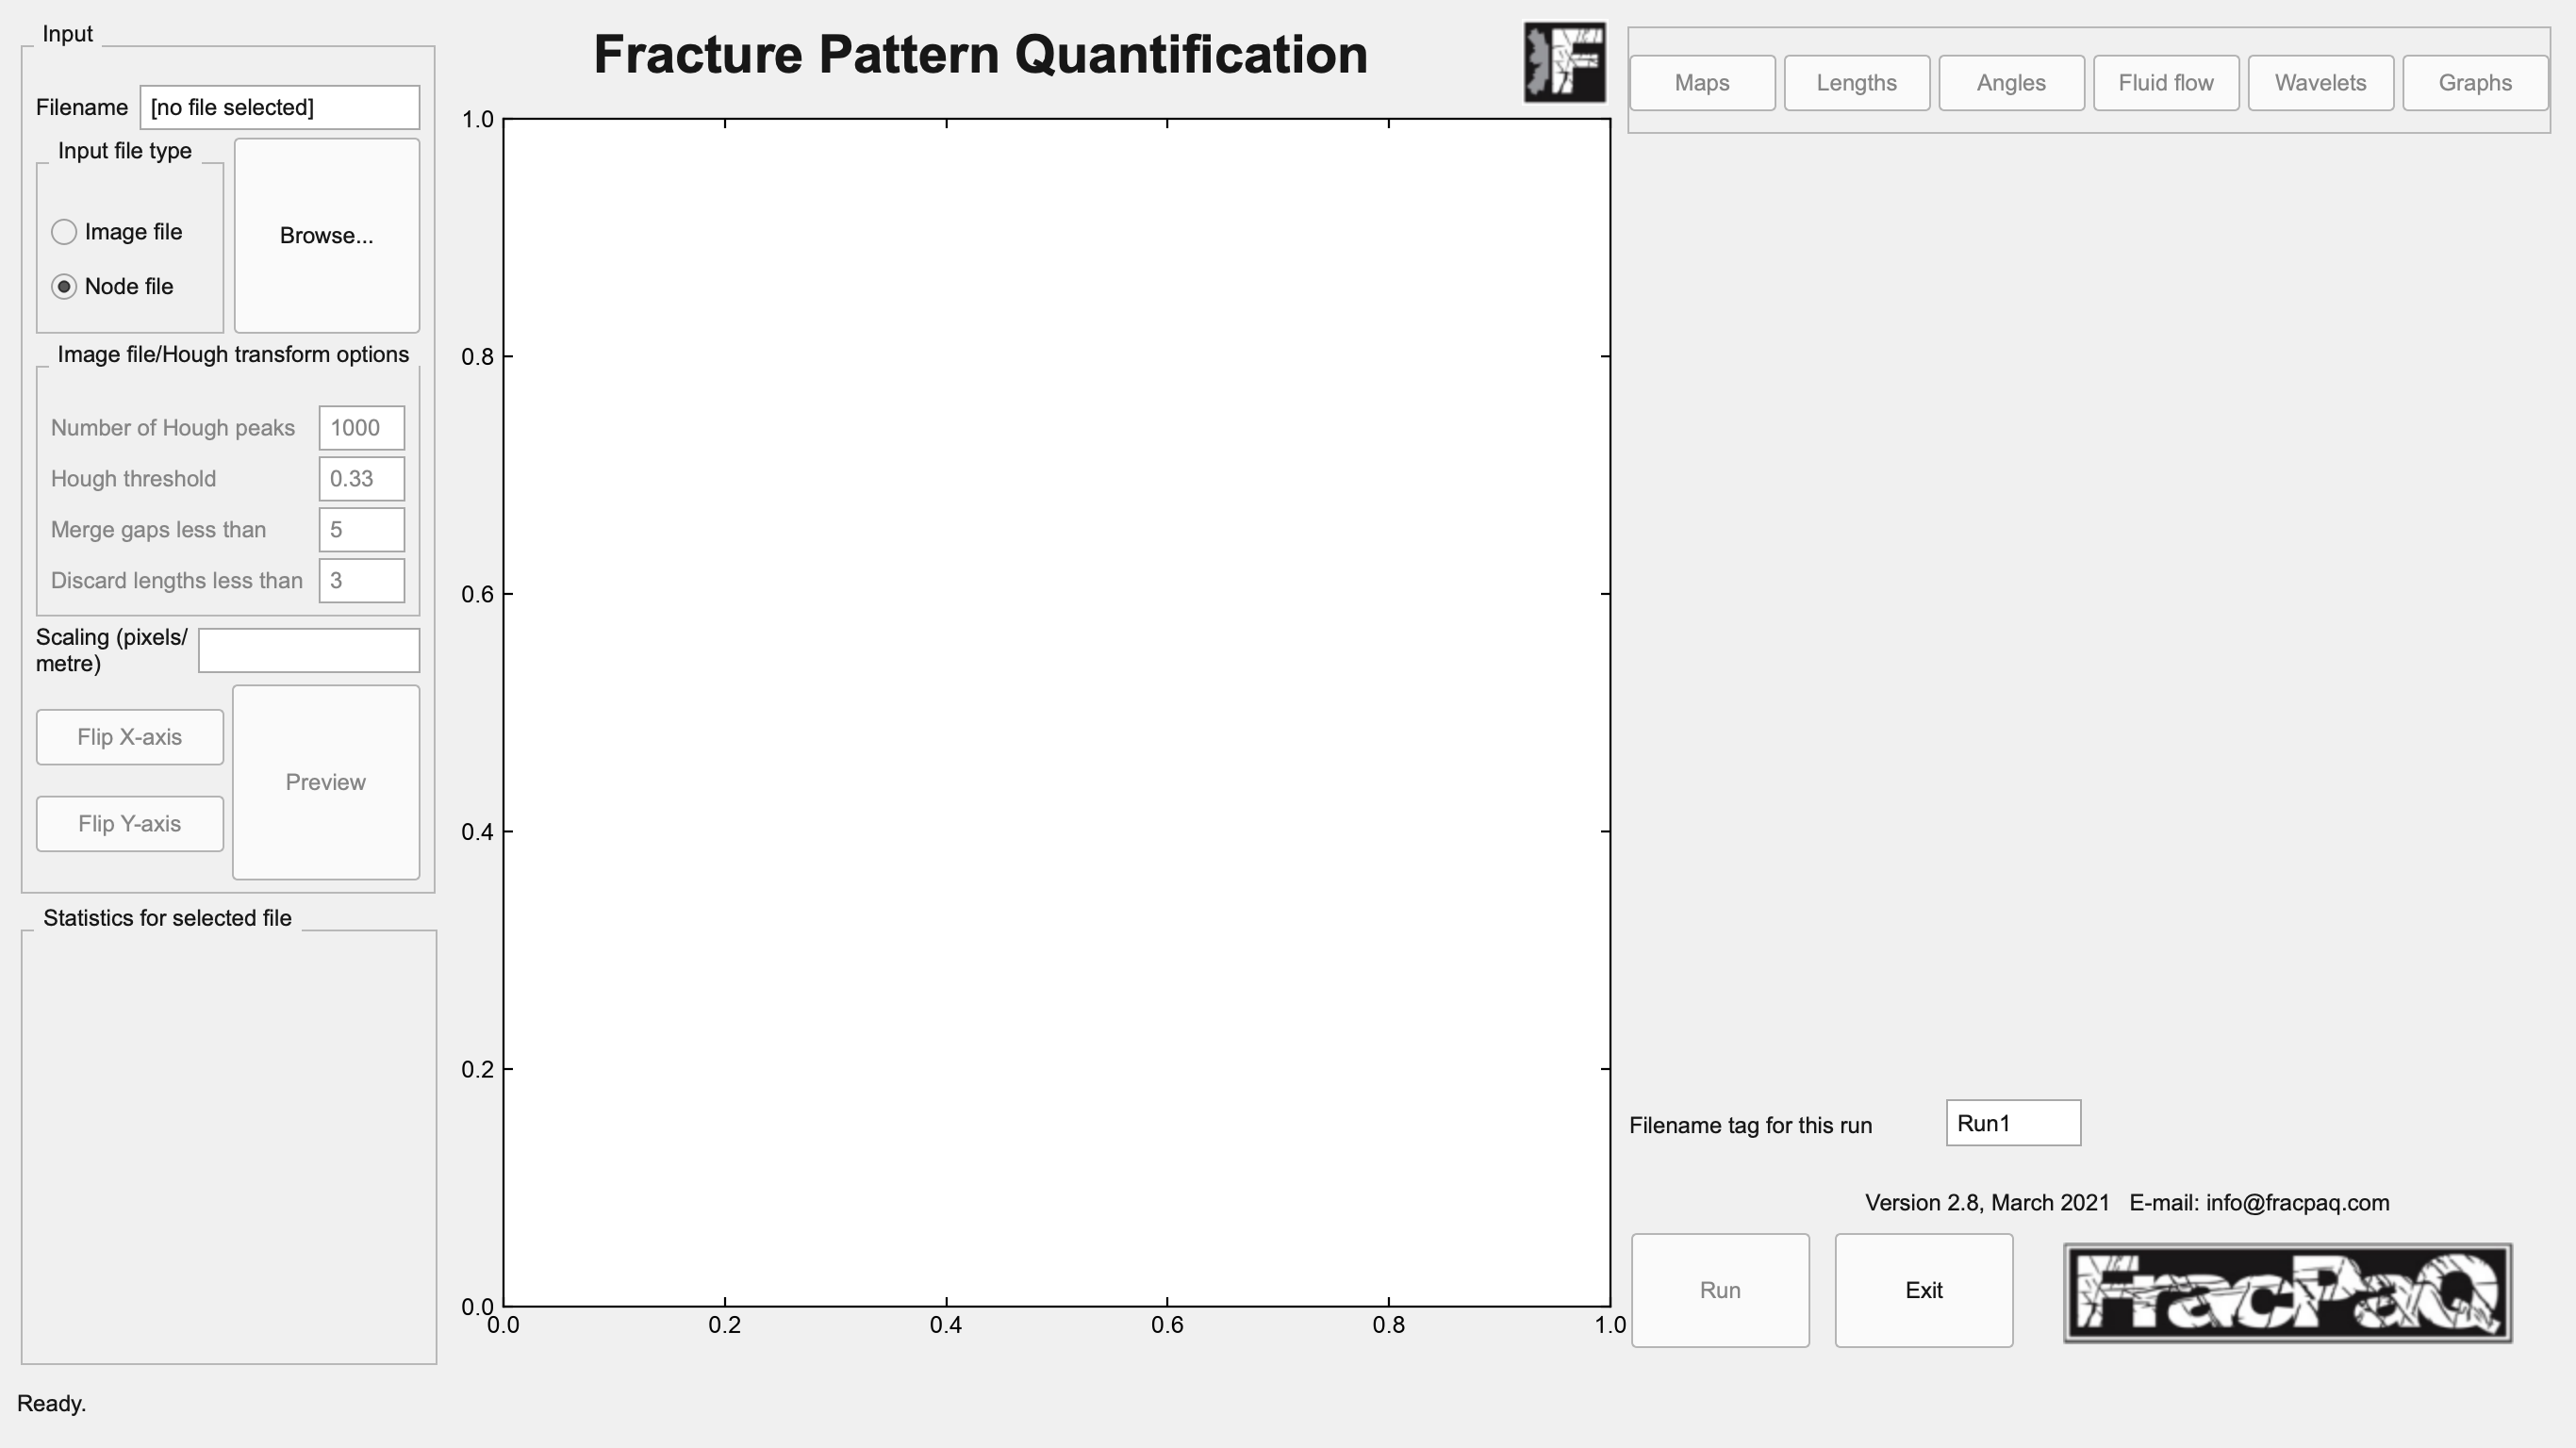 Input
Filename [no file selected]
Input file type
Image file
Node file
Browse...
Image file/Hough transform options
Number of Hough peaks 1000
Hough threshold 0.33
Merge gaps less than 5
Discard lengths less than 3
Scaling (pixels/
metre)
Flip X-axis
Flip Y-axis
Preview
Statistics for selected file
Ready.
Fracture Pattern Quantification
F
1.0
0.8
0.6
0.4
0.2
0.0
0.0 0.2 0.4 0.6 0.8 1.0
Maps Lengths Angles Fluid flow Wavelets Graphs
Filename tag for this run Run1
Version 2.8, March 2021 E-mail: info@fracpaq.com
Run Exit
FracPaQ